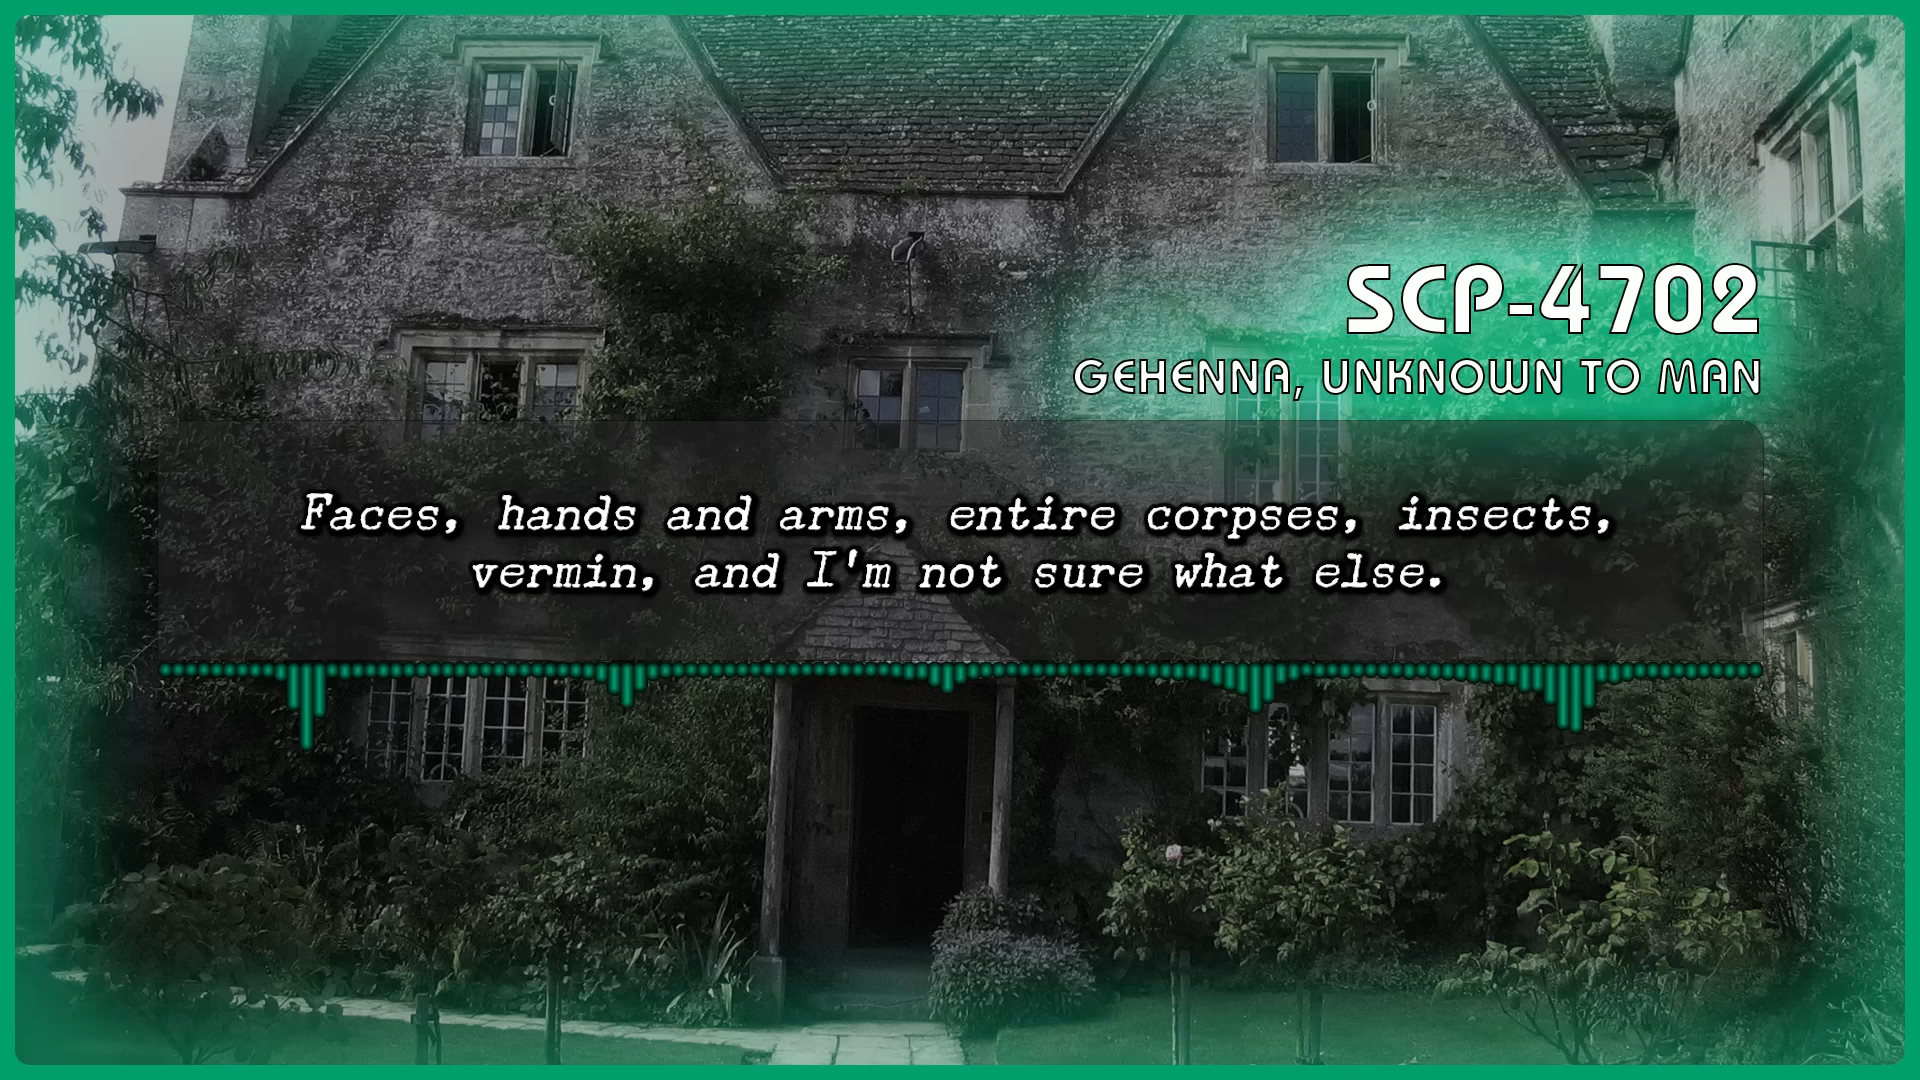 SCP-4702
GEHENNA, UNKNOWN TO MAN
Faces, hands and arms, entire corpses, insects,
vermin, and I'm not sure what else.